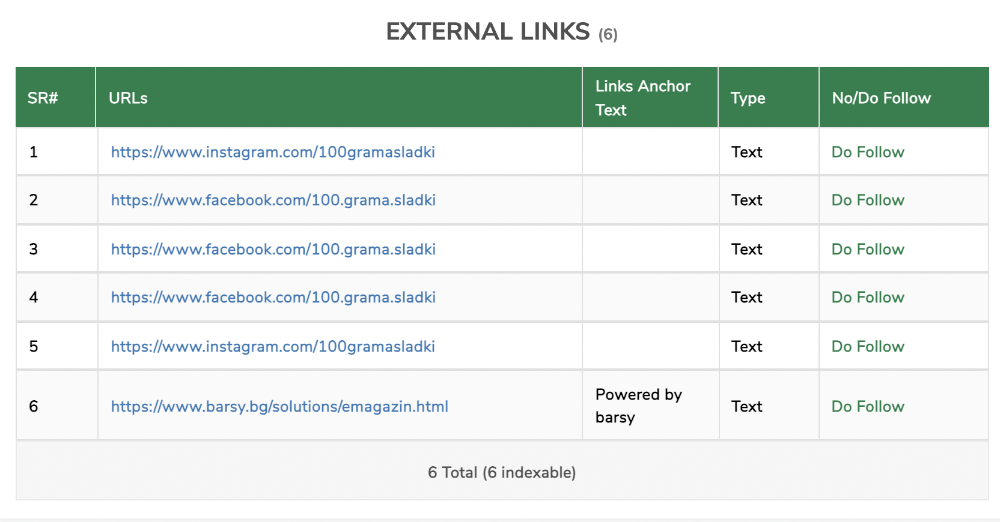 EXTERNAL LINKS (6)
SR# URLs Links Anchor Text Type No/Do Follow
1 https://www.instagram.com/100gramasladki Text Do Follow
2 https://www.facebook.com/100.grama.sladki Text Do Follow
3 https://www.facebook.com/100.grama.sladki Text Do Follow
4 https://www.facebook.com/100.grama.sladki Text Do Follow
5 https://www.instagram.com/100gramasladki Text Do Follow
6 https://www.barsy.bg/solutions/emagazin.html Powered by barsy Text Do Follow
6 Total (6 indexable)